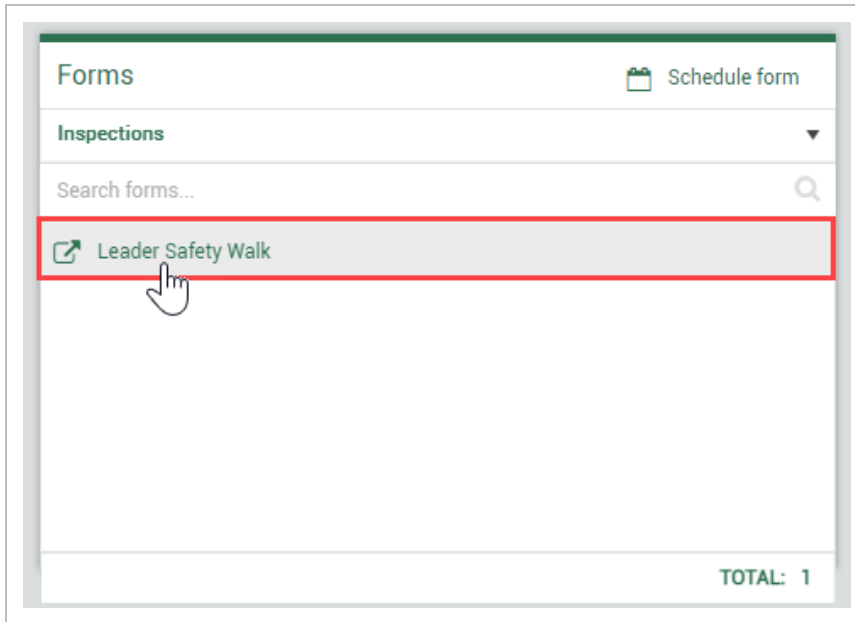 Forms
Schedule form
Inspections
Search forms...
Leader Safety Walk
TOTAL: 1